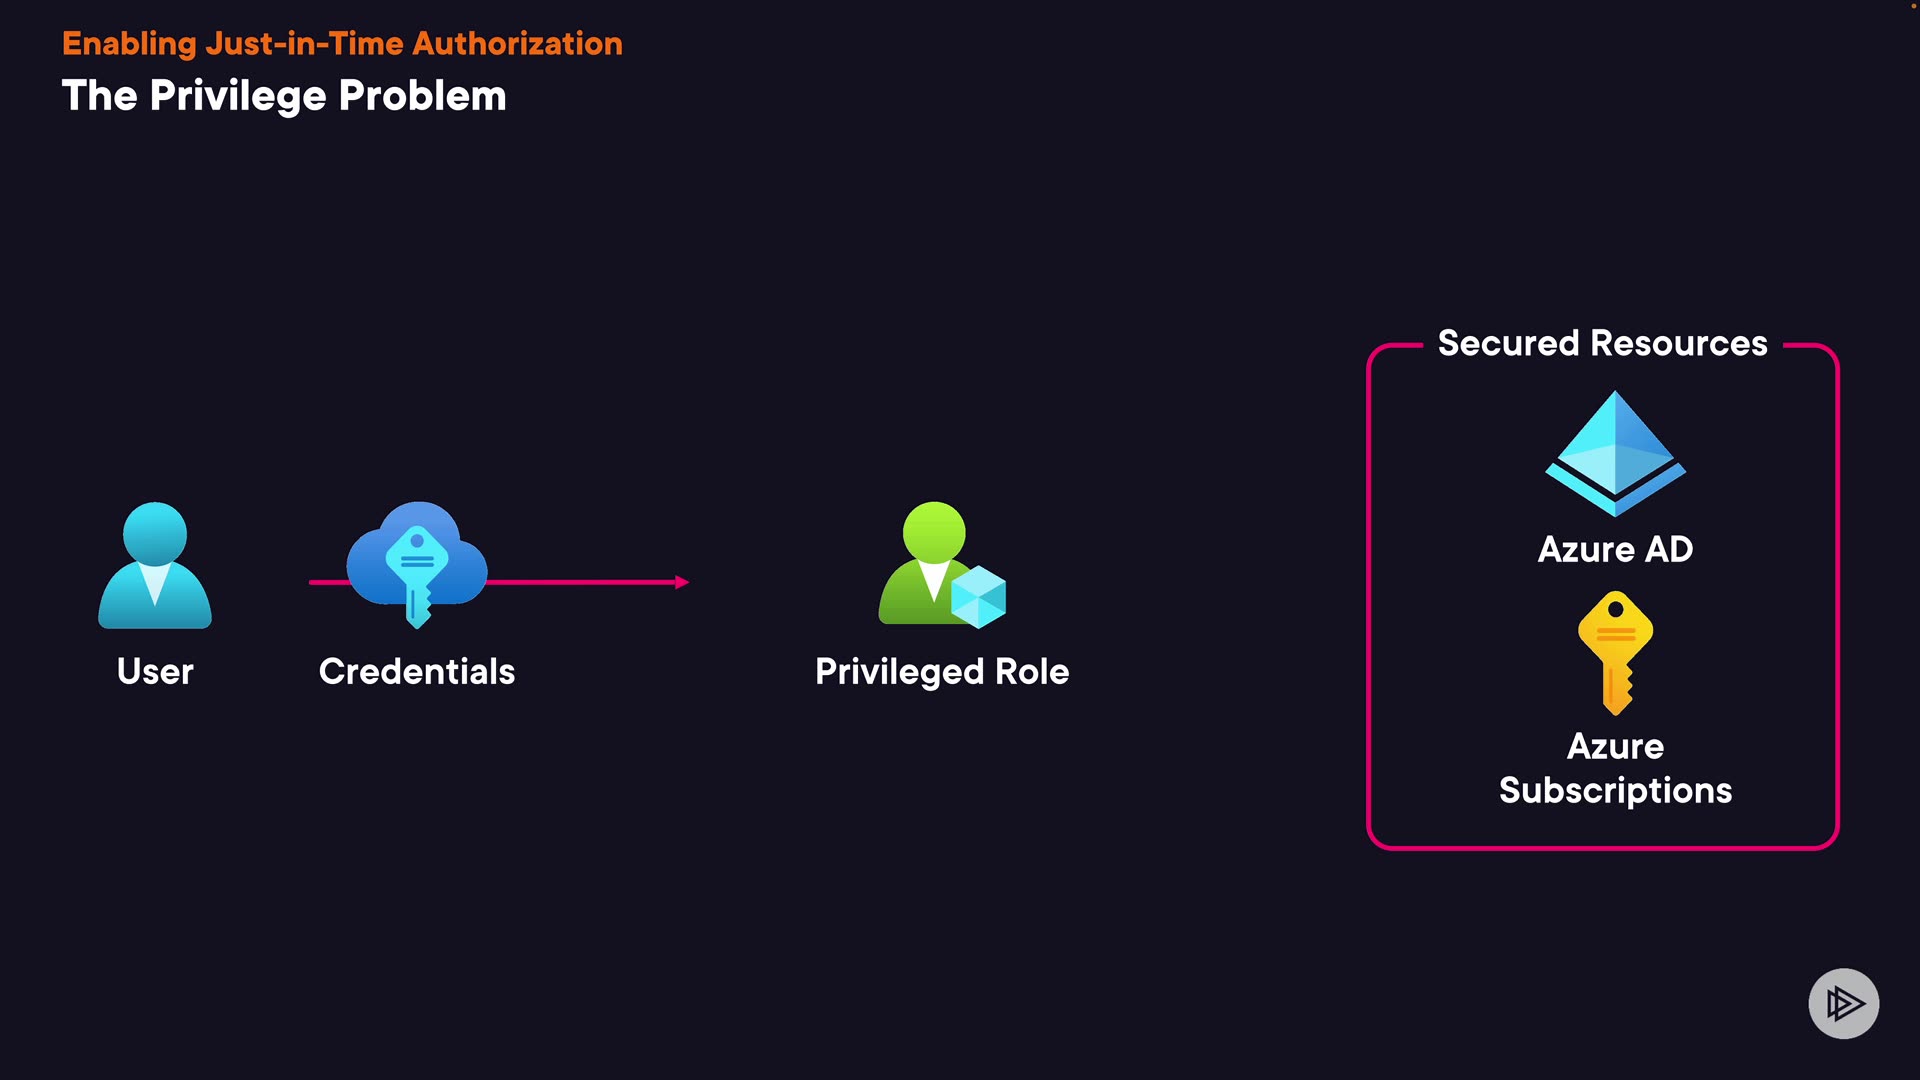 Enabling Just-in-Time Authorization
The Privilege Problem
User
Credentials
Privileged Role
Secured Resources
Azure AD
Azure
Subscriptions